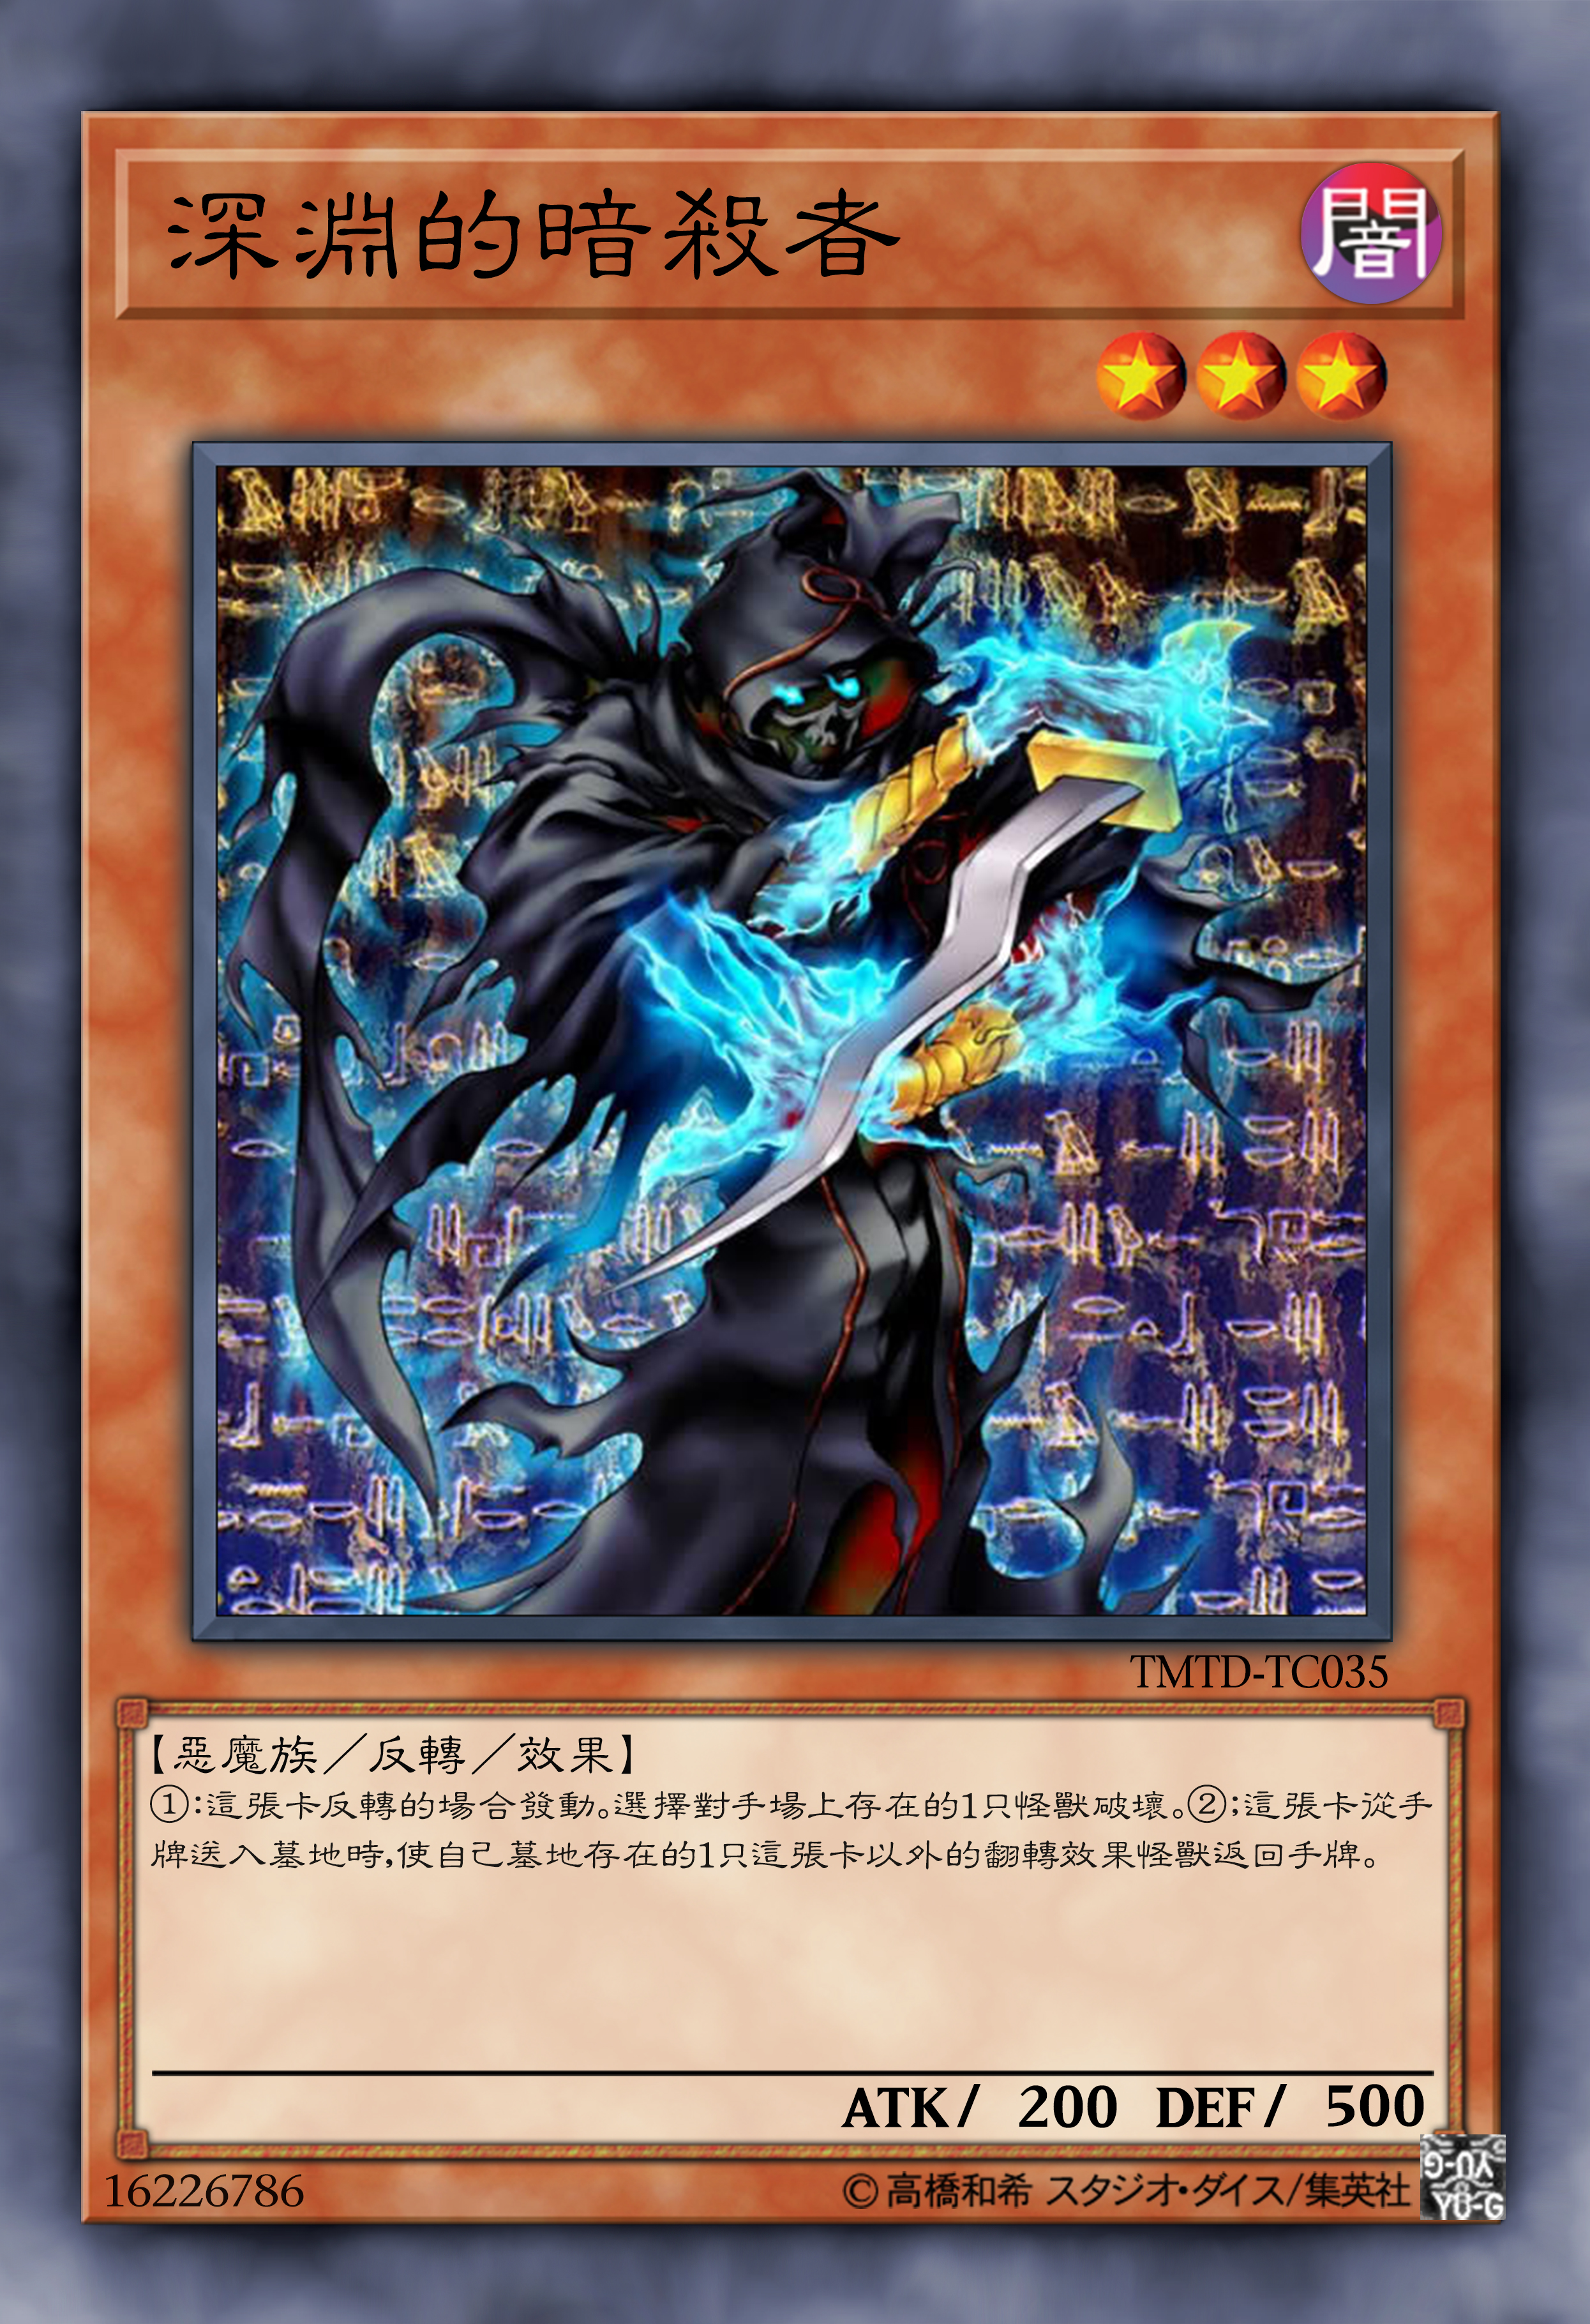 深淵的暗殺者
闇
TMTD-TC035
【惡魔族／反轉／效果】
①:這張卡反轉的場合發動。選擇對手場上存在的1只怪獸破壞。②;這張卡從手
牌送入墓地時,使自己墓地存在的1只這張卡以外的翻轉效果怪獸返回手牌。
ATK/ 200 DEF/ 500
16226786
©高橋和希 スタジオ・ダイス/集英社
YU-G